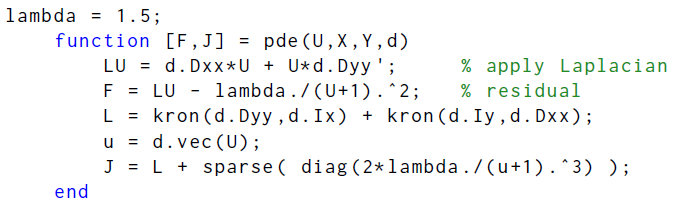 lambda = 1.5;
function [F,J] = pde(U,X,Y,d)
LU = d.Dxx*U + U*d.Dyy'; % apply Laplacian
F = LU - lambda./(U+1).^2; % residual
L = kron(d.Dyy,d.Ix) + kron(d.Iy,d.Dxx);
u = d.vec(U);
J = L + sparse( diag(2*lambda./(u+1).^3) );
end